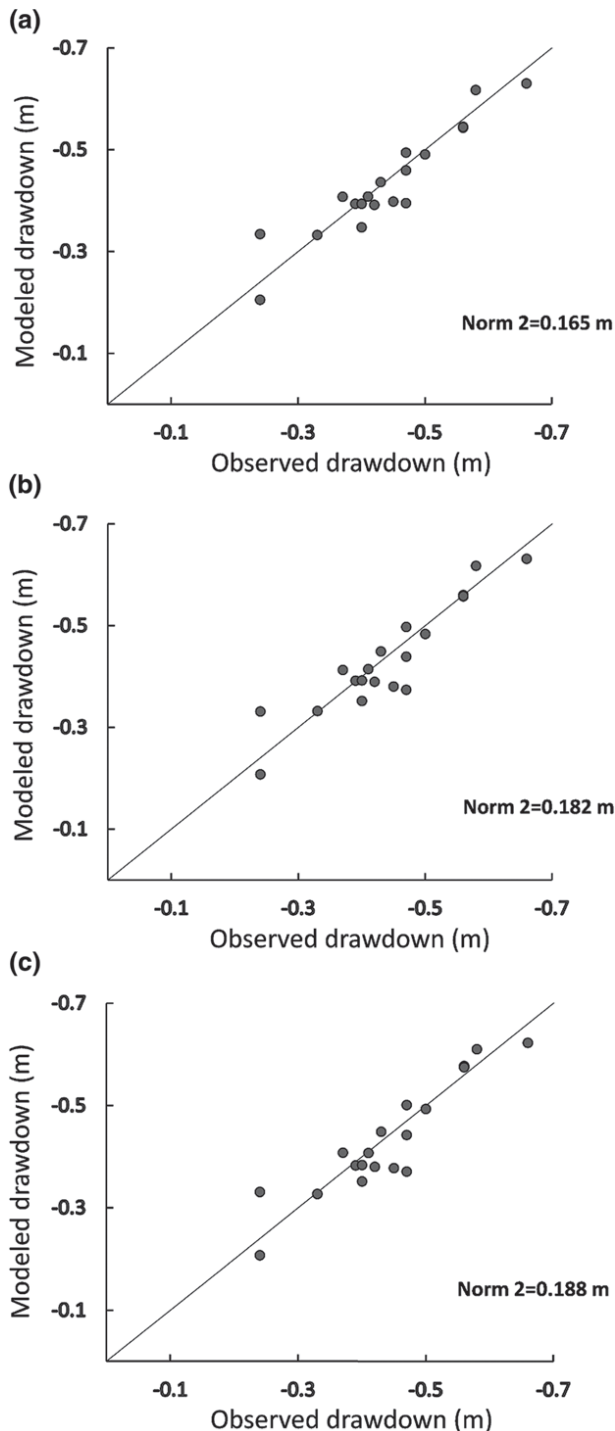 (a)
-0.7
-0.5
-0.3
-0.1
Modeled drawdown (m)
Norm 2=0.165 m
-0.1 -0.3 -0.5 -0.7
Observed drawdown (m)
(b)
-0.7
-0.5
-0.3
-0.1
Modeled drawdown (m)
Norm 2=0.182 m
-0.1 -0.3 -0.5 -0.7
Observed drawdown (m)
(c)
-0.7
-0.5
-0.3
-0.1
Modeled drawdown (m)
Norm 2=0.188 m
-0.1 -0.3 -0.5 -0.7
Observed drawdown (m)